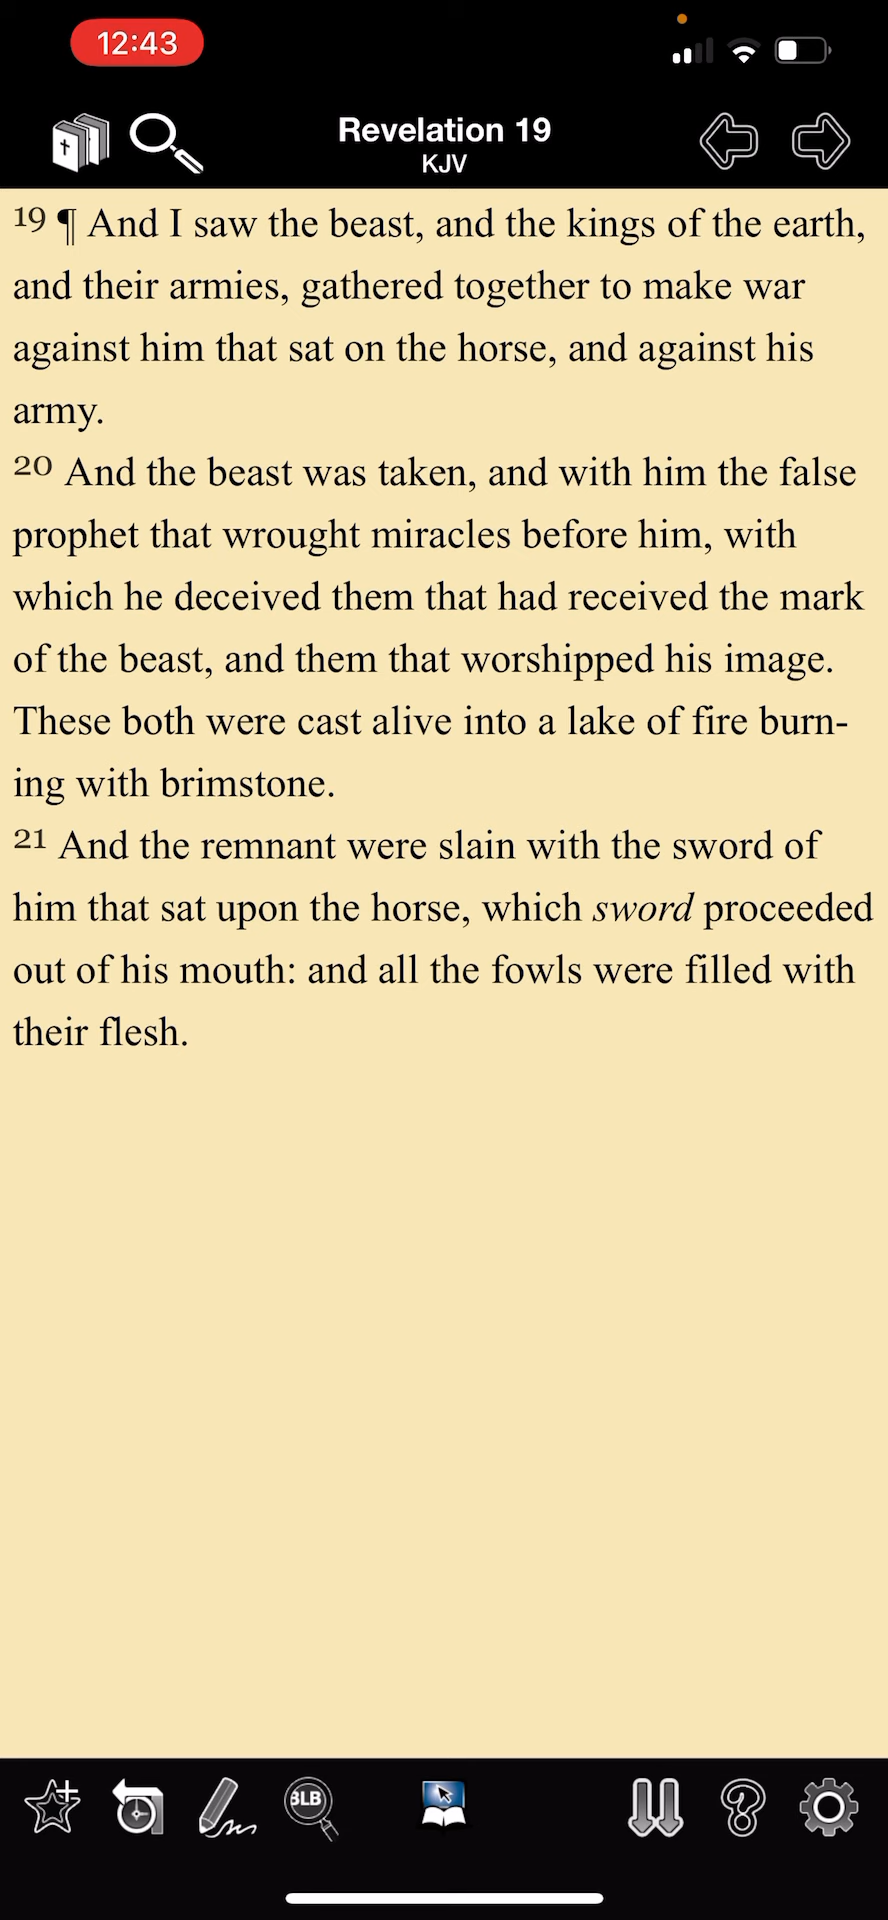 12:43
Revelation 19
KJV
19 ¶ And I saw the beast, and the kings of the earth,
and their armies, gathered together to make war
against him that sat on the horse, and against his
army.
20 And the beast was taken, and with him the false
prophet that wrought miracles before him, with
which he deceived them that had received the mark
of the beast, and them that worshipped his image.
These both were cast alive into a lake of fire burn-
ing with brimstone.
21 And the remnant were slain with the sword of
him that sat upon the horse, which sword proceeded
out of his mouth: and all the fowls were filled with
their flesh.
BLB